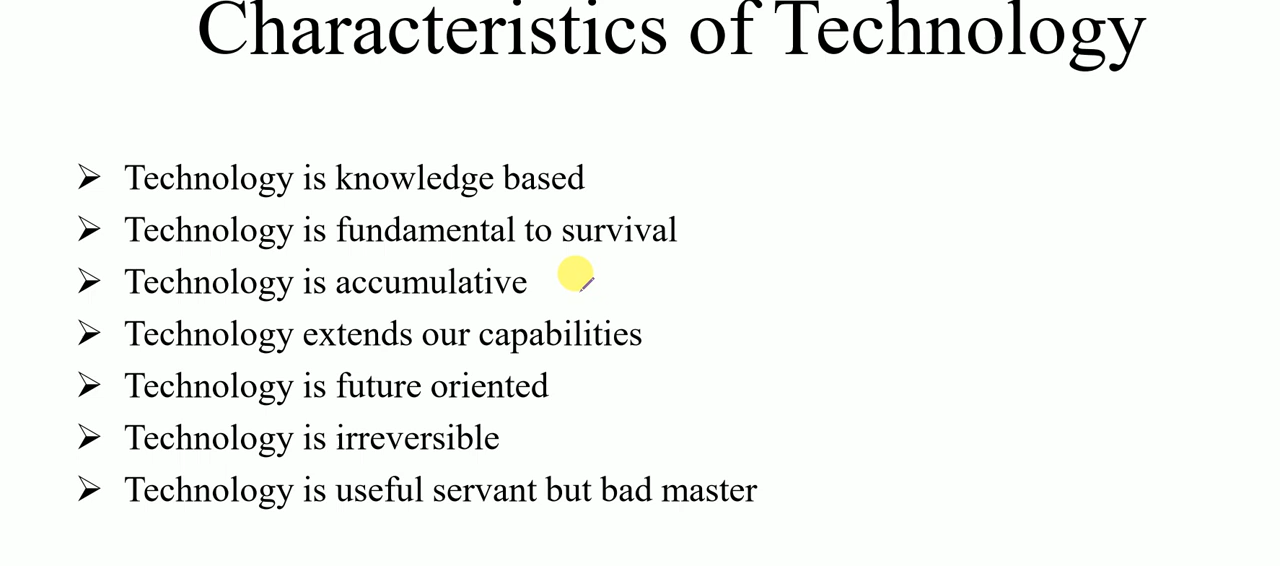 Characteristics of Technology
➢ Technology is knowledge based
➢ Technology is fundamental to survival
➢ Technology is accumulative
➢ Technology extends our capabilities
➢ Technology is future oriented
➢ Technology is irreversible
➢ Technology is useful servant but bad master